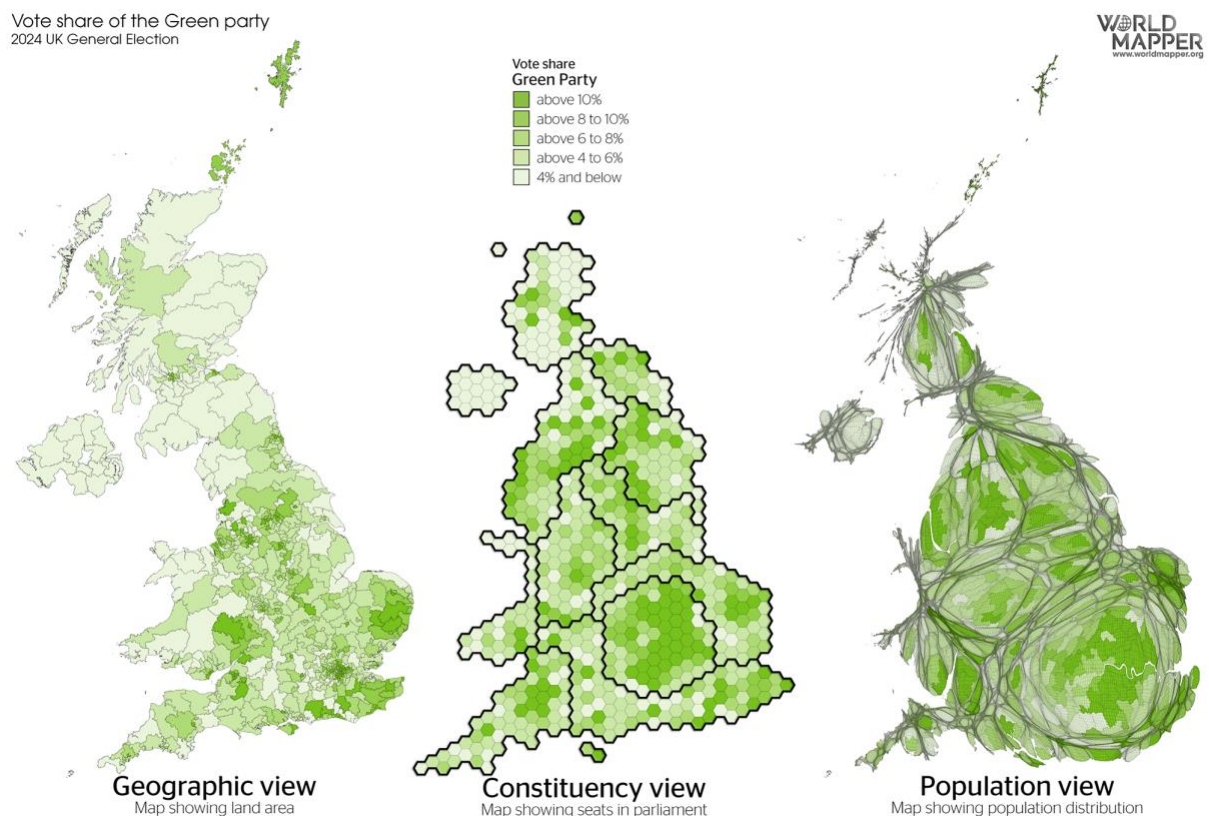 Vote share of the Green party
2024 UK General Election
WORLD
MAPPER
www.worldmapper.org
Vote share
Green Party
above 10%
above 8 to 10%
above 6 to 8%
above 4 to 6%
4% and below
Geographic view
Map showing land area
Constituency view
Map showing seats in parliament
Population view
Map showing population distribution